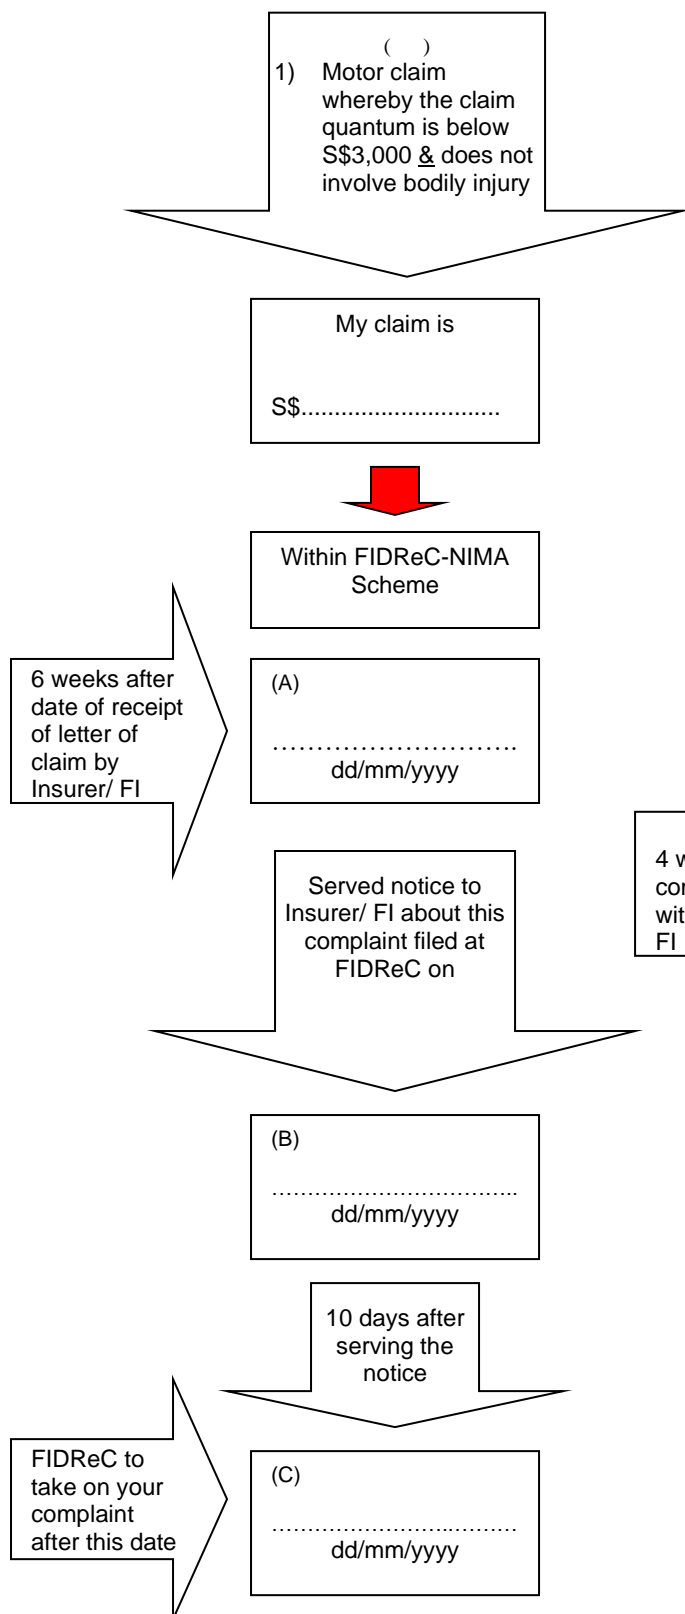 (    )
1) Motor claim
whereby the claim
quantum is below
S$3,000 & does not
involve bodily injury
My claim is
S$..............................
Within FIDReC-NIMA
Scheme
6 weeks after
date of receipt
of letter of
claim by
Insurer/ FI
(A)
............................
dd/mm/yyyy
Served notice to
Insurer/ FI about this
complaint filed at
FIDReC on
4 w
FI
(B)
..................................
dd/mm/yyyy
10 days after
serving the
notice
FIDReC to
take on your
complaint
after this date
(C)
..................................
dd/mm/yyyy